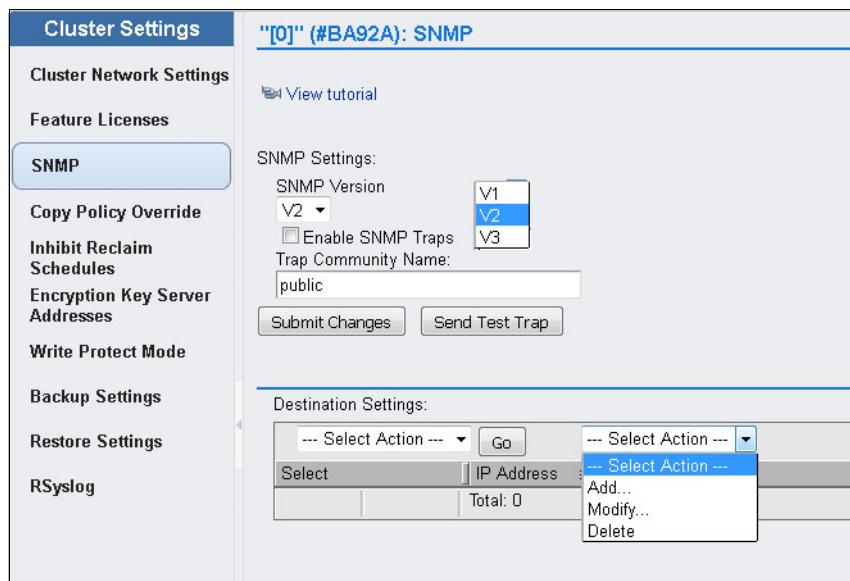 Cluster Settings
Cluster Network Settings
Feature Licenses
SNMP
Copy Policy Override
Inhibit Reclaim
Schedules
Encryption Key Server
Addresses
Write Protect Mode
Backup Settings
Restore Settings
RSyslog
"[0]" (#BA92A): SNMP
View tutorial
SNMP Settings:
SNMP Version
V2
V1
V2
V3
Enable SNMP Traps
Trap Community Name:
public
Submit Changes
Send Test Trap
Destination Settings:
--- Select Action ---
Go
--- Select Action ---
--- Select Action ---
Add...
Modify...
Delete
Select
IP Address
Total: 0